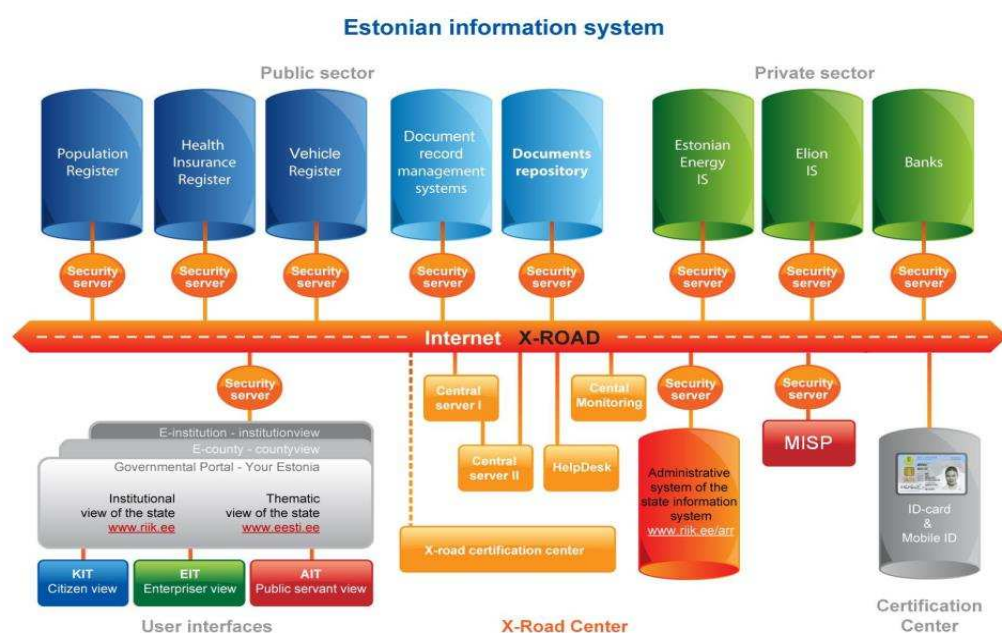 Estonian information system
Public sector
Private sector
Population
Register
Health
Insurance
Register
Vehicle
Register
Document
record
management
systems
Documents
repository
Estonian
Energy
IS
Elion
IS
Banks
Security
server
Security
server
Security
server
Security
server
Security
server
Security
server
Security
server
Security
server
Internet X-ROAD
Security
server
Central
server I
Cental
Monitoring
Security
server
Security
server
E-institution - institutionview
E-county - countyview
Governmental Portal - Your Estonia
Institutional
view of the state
www.riik.ee
Thematic
view of the state
www.eesti.ee
Central
server II
HelpDesk
Administrative
system of the
state information
system
www.riik.ee/arr
MISP
ID-card
&
Mobile ID
X-road certification center
KIT
Citizen view
EIT
Enterpriser view
AIT
Public servant view
User interfaces
X-Road Center
Certification
Center